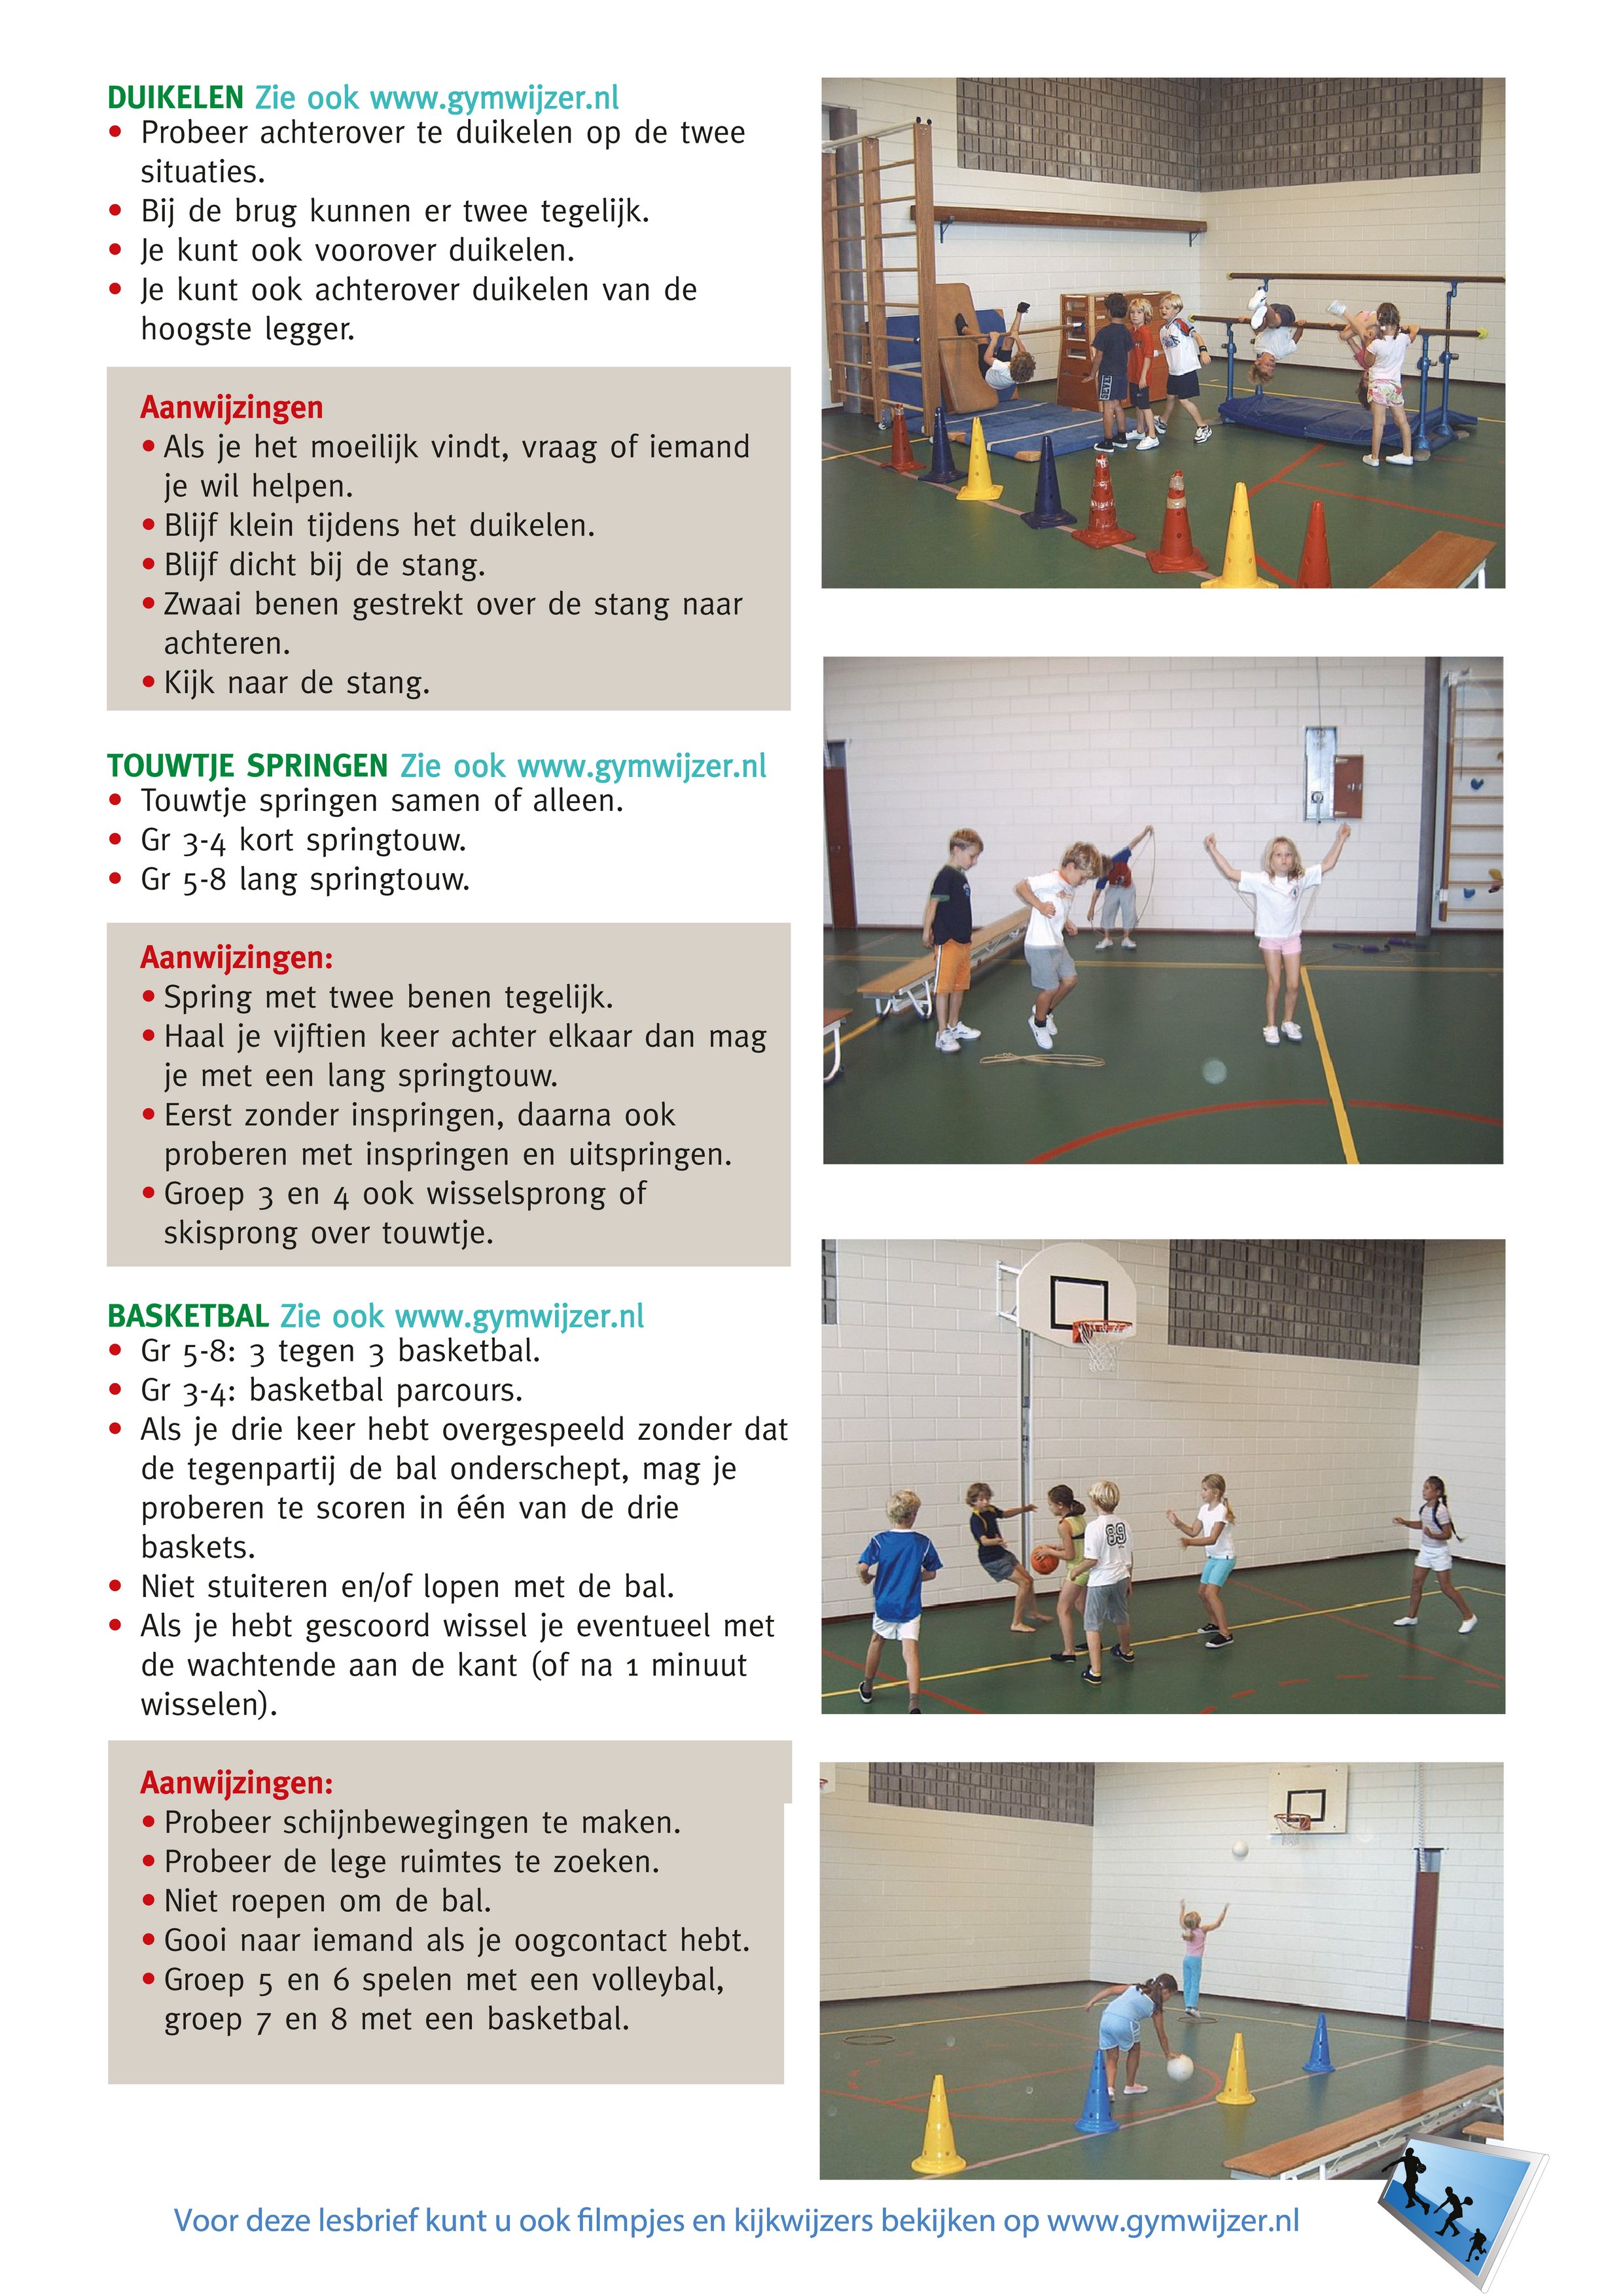 DUIKELEN Zie ook www.gymwijzer.nl
• Probeer achterover te duikelen op de twee
situaties.
• Bij de brug kunnen er twee tegelijk.
• Je kunt ook voorover duikelen.
• Je kunt ook achterover duikelen van de
hoogste legger.
Aanwijzingen
• Als je het moeilijk vindt, vraag of iemand
je wil helpen.
• Blijf klein tijdens het duikelen.
• Blijf dicht bij de stang.
• Zwaai benen gestrekt over de stang naar
achteren.
• Kijk naar de stang.
TOUWTJE SPRINGEN Zie ook www.gymwijzer.nl
• Touwtje springen samen of alleen.
• Gr 3-4 kort springtouw.
• Gr 5-8 lang springtouw.
Aanwijzingen:
• Spring met twee benen tegelijk.
• Haal je vijftien keer achter elkaar dan mag
je met een lang springtouw.
• Eerst zonder inspringen, daarna ook
proberen met inspringen en uitspringen.
• Groep 3 en 4 ook wisselsprong of
skisprong over touwtje.
BASKETBAL Zie ook www.gymwijzer.nl
• Gr 5-8: 3 tegen 3 basketbal.
• Gr 3-4: basketbal parcours.
• Als je drie keer hebt overgespeeld zonder dat
de tegenpartij de bal onderschept, mag je
proberen te scoren in één van de drie
baskets.
• Niet stuiteren en/of lopen met de bal.
• Als je hebt gescoord wissel je eventueel met
de wachtende aan de kant (of na 1 minuut
wisselen).
Aanwijzingen:
• Probeer schijnbewegingen te maken.
• Probeer de lege ruimtes te zoeken.
• Niet roepen om de bal.
• Gooi naar iemand als je oogcontact hebt.
• Groep 5 en 6 spelen met een volleybal,
groep 7 en 8 met een basketbal.
89
Voor deze lesbrief kunt u ook filmpjes en kijkwijzers bekijken op www.gymwijzer.nl